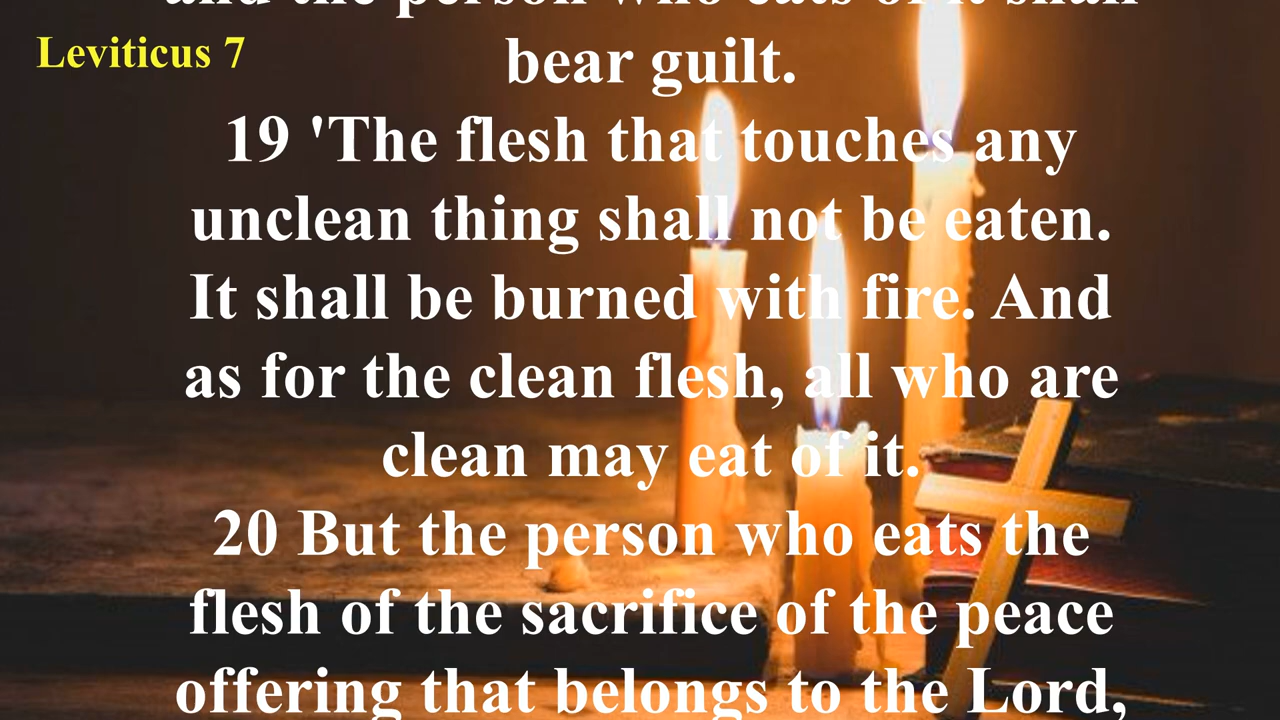 and the person who eats of it shall
Leviticus 7
bear guilt.
19 'The flesh that touches any
unclean thing shall not be eaten.
It shall be burned with fire. And
as for the clean flesh, all who are
clean may eat of it.
20 But the person who eats the
flesh of the sacrifice of the peace
offering that belongs to the Lord,